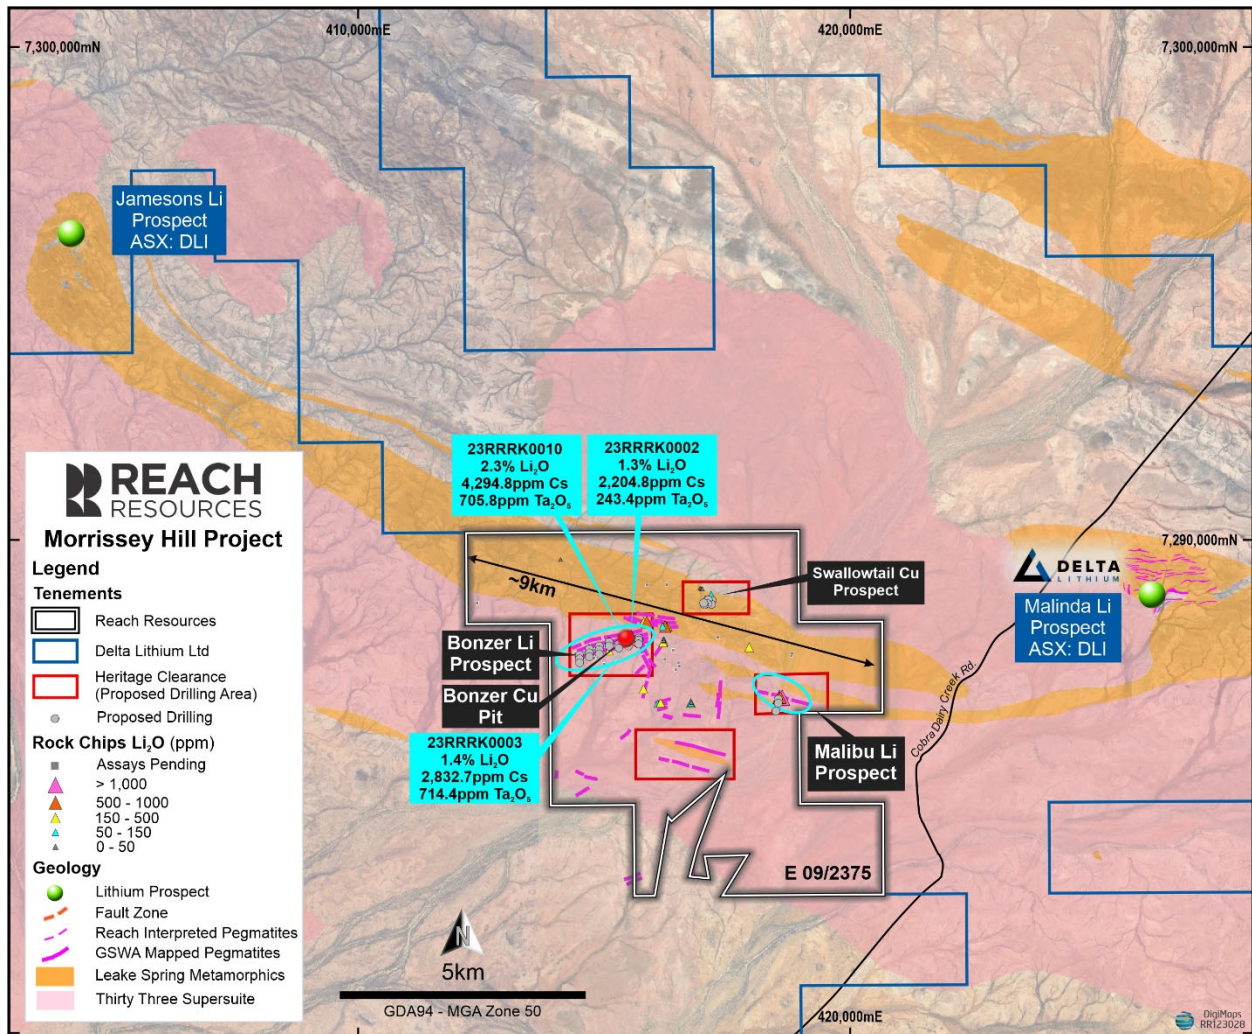 410,000mE
420,000mE
7,300,000mN
7,300,000mN
Jamesons Li
Prospect
ASX: DLI
23RRRK0010
2.3% Li₂O
4,294.8ppm Cs
705.8ppm Ta₂O₅
23RRRK0002
1.3% Li₂O
2,204.8ppm Cs
243.4ppm Ta₂O₅
REACH
RESOURCES
Morrissey Hill Project
Legend
Tenements
Reach Resources
Delta Lithium Ltd
Heritage Clearance
(Proposed Drilling Area)
Proposed Drilling
Rock Chips Li₂O (ppm)
Assays Pending
> 1,000
500 - 1000
150 - 500
50 - 150
0 - 50
Geology
Lithium Prospect
Fault Zone
Reach Interpreted Pegmatites
GSWA Mapped Pegmatites
Leake Spring Metamorphics
Thirty Three Supersuite
~9km
7,290,000mN
Swallowtail Cu
Prospect
DELTA
LITHIUM
Malinda Li
Prospect
ASX: DLI
Bonzer Li
Prospect
Bonzer Cu
Pit
Cobra Dairy Creek Rd.
23RRRK0003
1.4% Li₂O
2,832.7ppm Cs
714.4ppm Ta₂O₅
Malibu Li
Prospect
E 09/2375
N
5km
GDA94 - MGA Zone 50
420,000mE
DigiMaps
RR123028